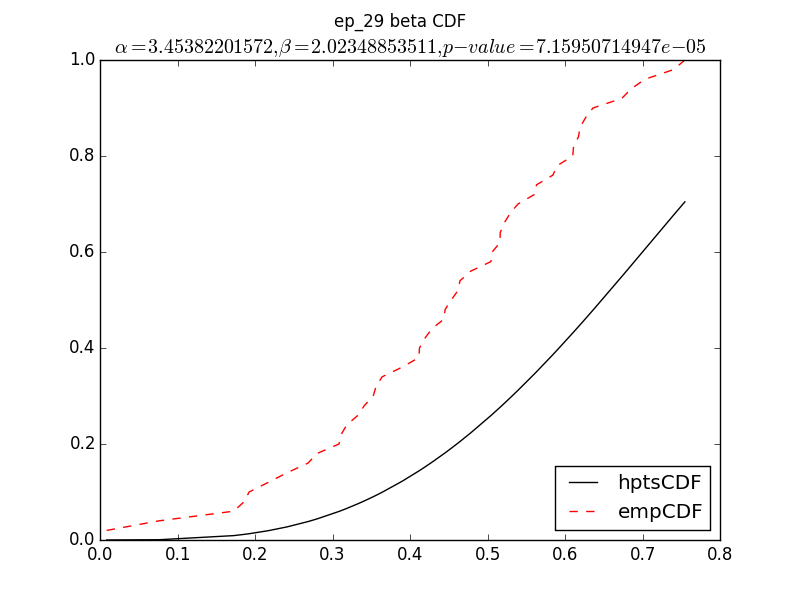 ep_29 beta CDF
α=3.45382201572,β=2.02348853511,p−value=7.15950714947e−05
1.0
0.8
0.6
0.4
0.2
0.0
0.0 0.1 0.2 0.3 0.4 0.5 0.6 0.7 0.8
hptsCDF
empCDF